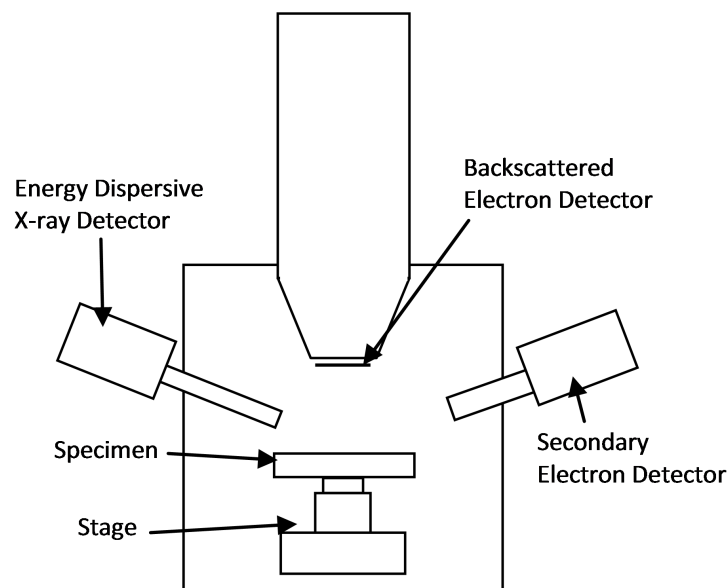 Backscattered
Electron Detector
Energy Dispersive
X-ray Detector
Specimen
Secondary
Electron Detector
Stage